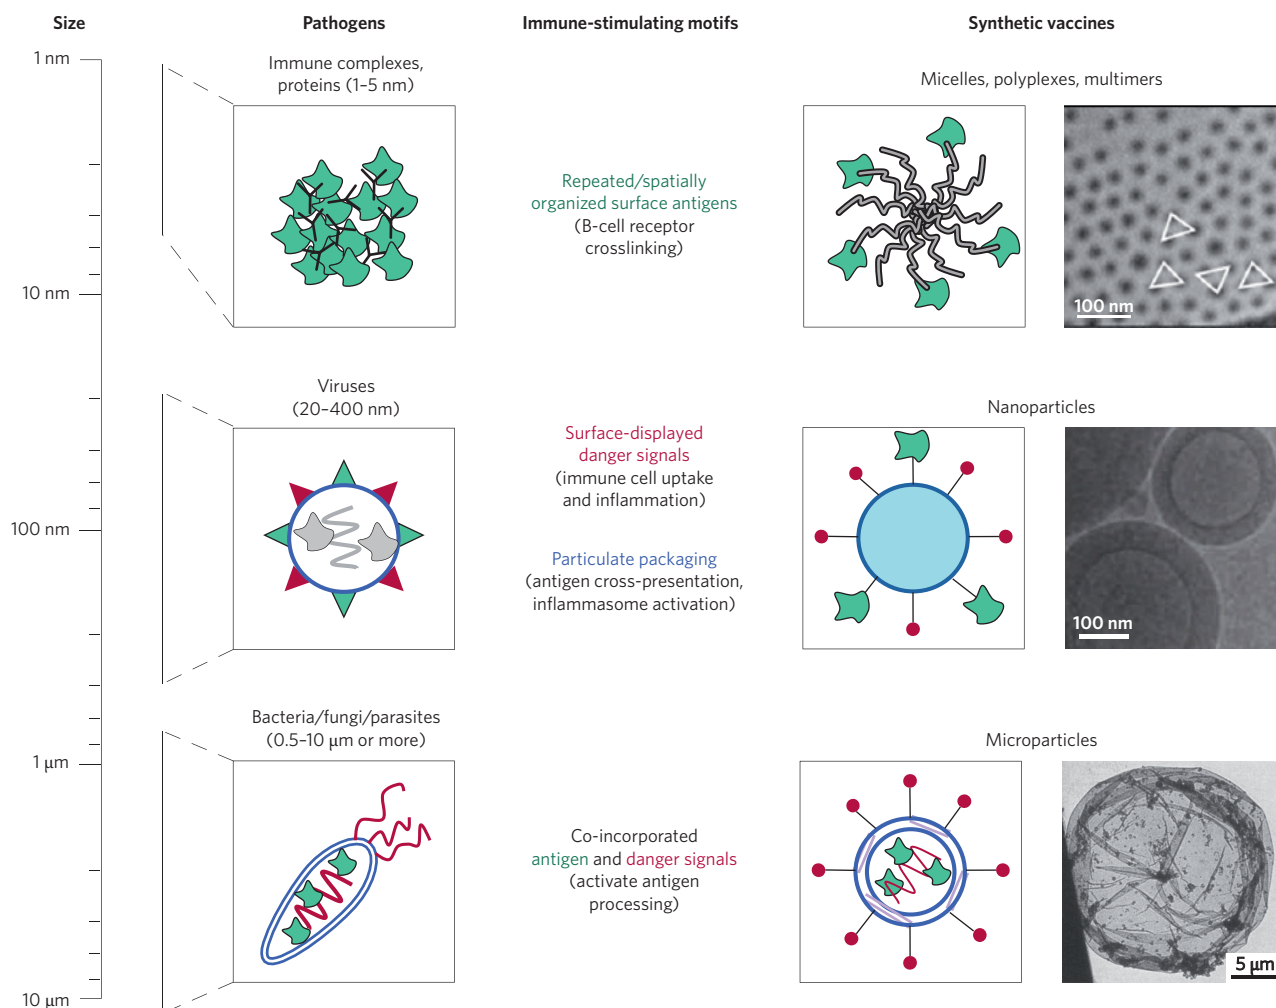 Size
Pathogens
Immune-stimulating motifs
Synthetic vaccines
1 nm
10 nm
100 nm
1 µm
10 µm
Immune complexes,
proteins (1–5 nm)
Repeated/spatially
organized surface antigens
(B-cell receptor
crosslinking)
Micelles, polyplexes, multimers
100 nm
Viruses
(20–400 nm)
Surface-displayed
danger signals
(immune cell uptake
and inflammation)
Particulate packaging
(antigen cross-presentation,
inflammasome activation)
Nanoparticles
100 nm
Bacteria/fungi/parasites
(0.5–10 µm or more)
Co-incorporated
antigen and danger signals
(activate antigen
processing)
Microparticles
5 µm